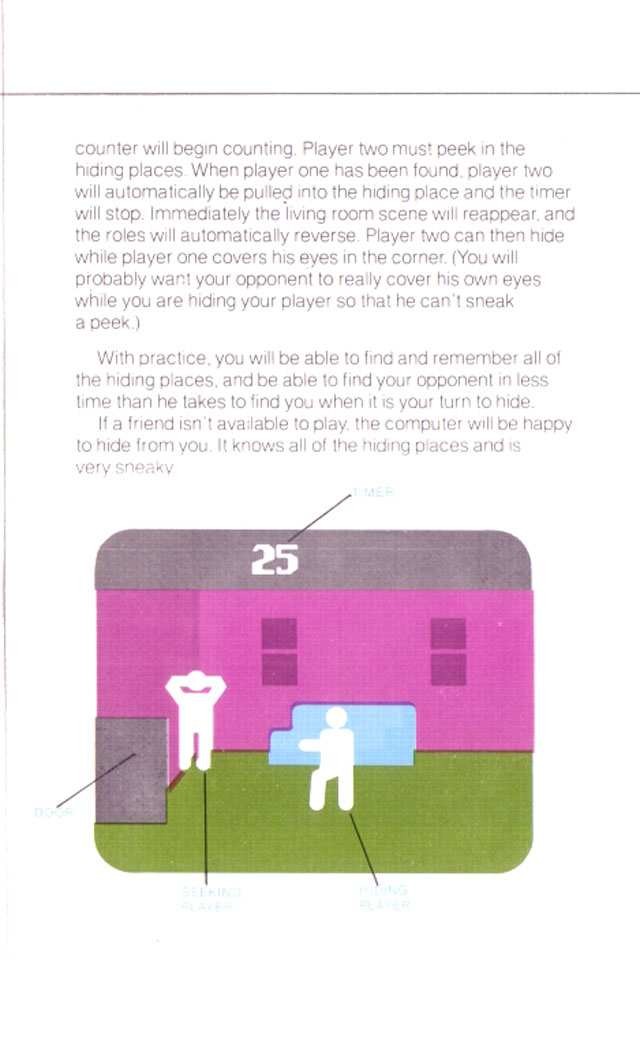 counter will begin counting. Player two must peek in the
hiding places. When player one has been found, player two
will automatically be pulled into the hiding place and the timer
will stop. Immediately the living room scene will reappear, and
the roles will automatically reverse. Player two can then hide
while player one covers his eyes in the corner. (You will
probably want your opponent to really cover his own eyes
while you are hiding your player so that he can't sneak
a peek.)
With practice, you will be able to find and remember all of
the hiding places, and be able to find your opponent in less
time than he takes to find you when it is your turn to hide.
If a friend isn't available to play, the computer will be happy
to hide from you. It knows all of the hiding places and is
very sneaky
TIMER
25
DOOR
SEEKING
PLAYER
HIDING
PLAYER